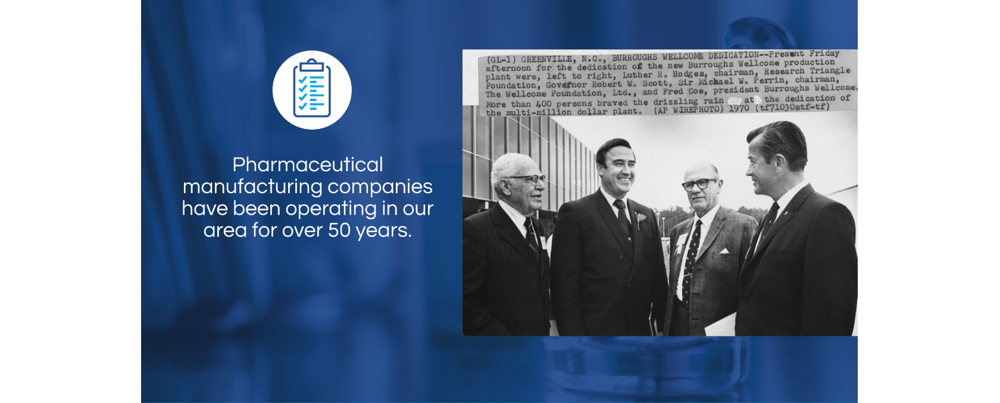 Pharmaceutical
manufacturing companies
have been operating in our
area for over 50 years.
(GL-1) GREENVILLE, N.C., BURROUGHS WELLCOME DEDICATION--Present Friday
afternoon for the dedication of the new Burroughs Wellcome production
plant were, left to right, Luther H. Hodges, chairman, Research Triangle
Foundation, Governor Robert W. Scott, Sir Michael W. Perrin, chairman,
The Wellcome Foundation, Ltd., and Fred Coe, president Burroughs Wellcome.
More than 400 persons braved the drizzling rain at the dedication of
the multi-million dollar plant. (AP WIREPHOTO) 1970 (tf71030stf-tf)